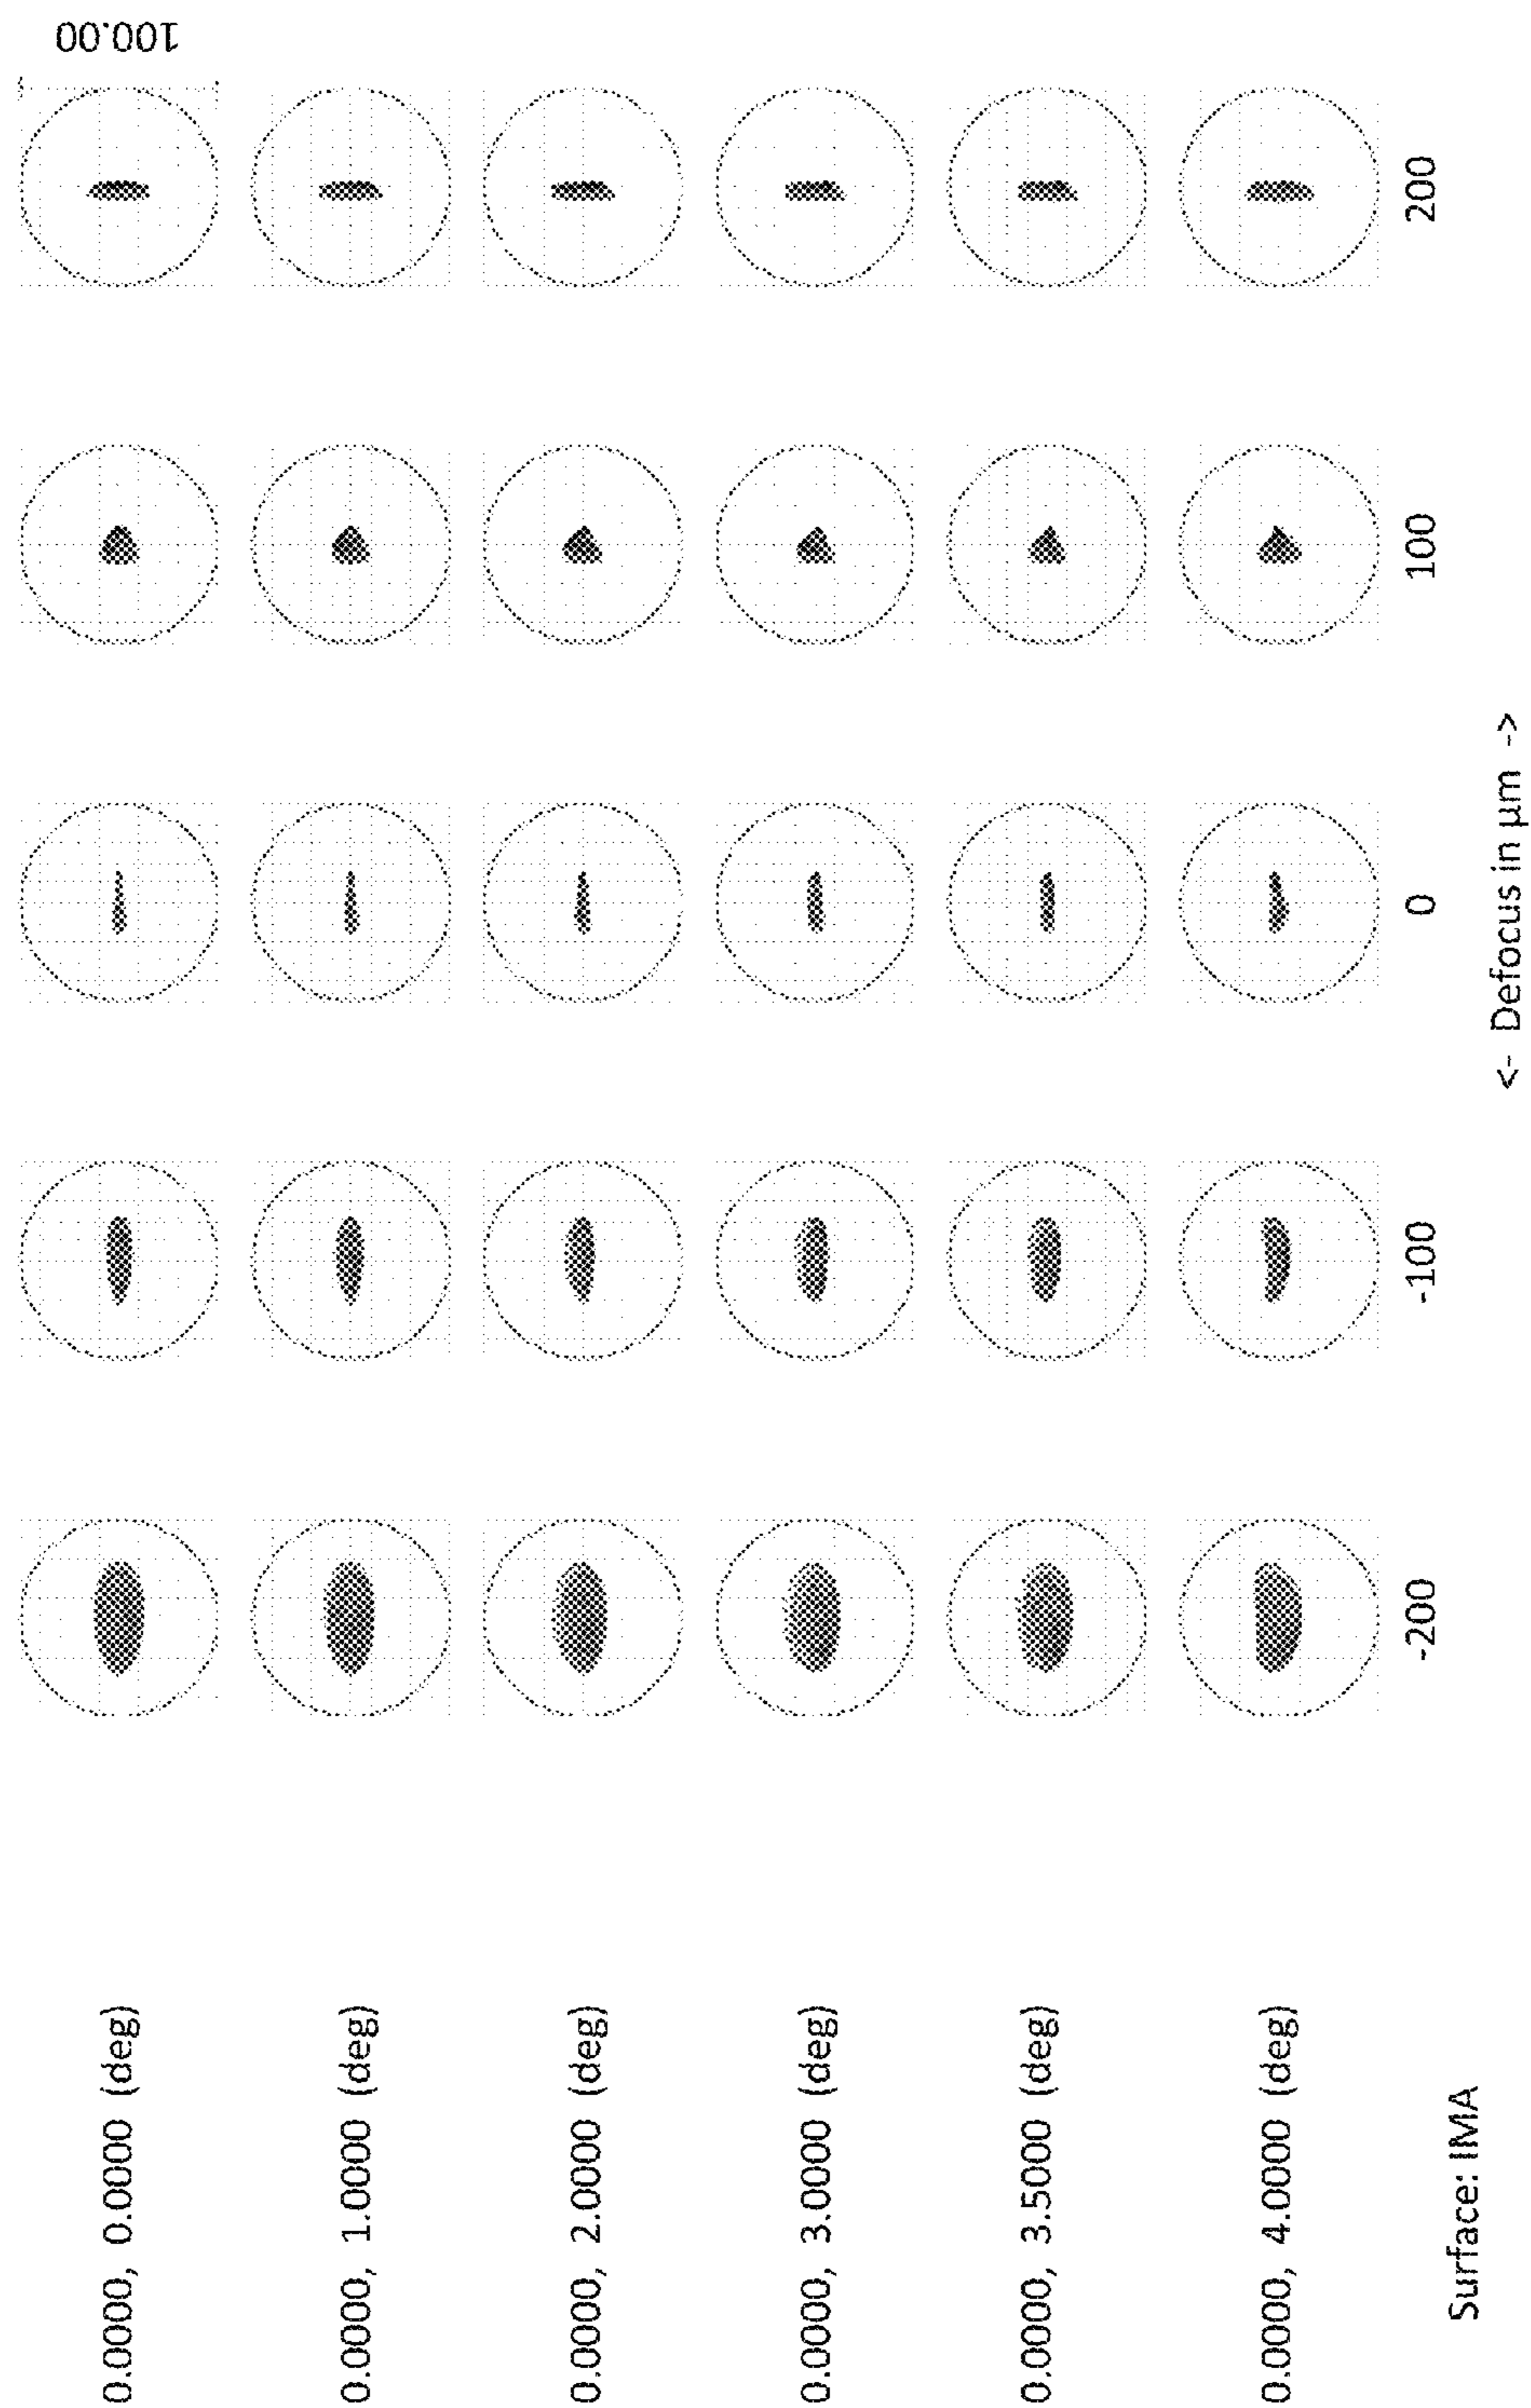 100.00
0.0000, 0.0000 (deg)
0.0000, 1.0000 (deg)
0.0000, 2.0000 (deg)
0.0000, 3.0000 (deg)
0.0000, 3.5000 (deg)
0.0000, 4.0000 (deg)
-200 -100 0 100 200
Surface: IMA
<- Defocus in µm ->